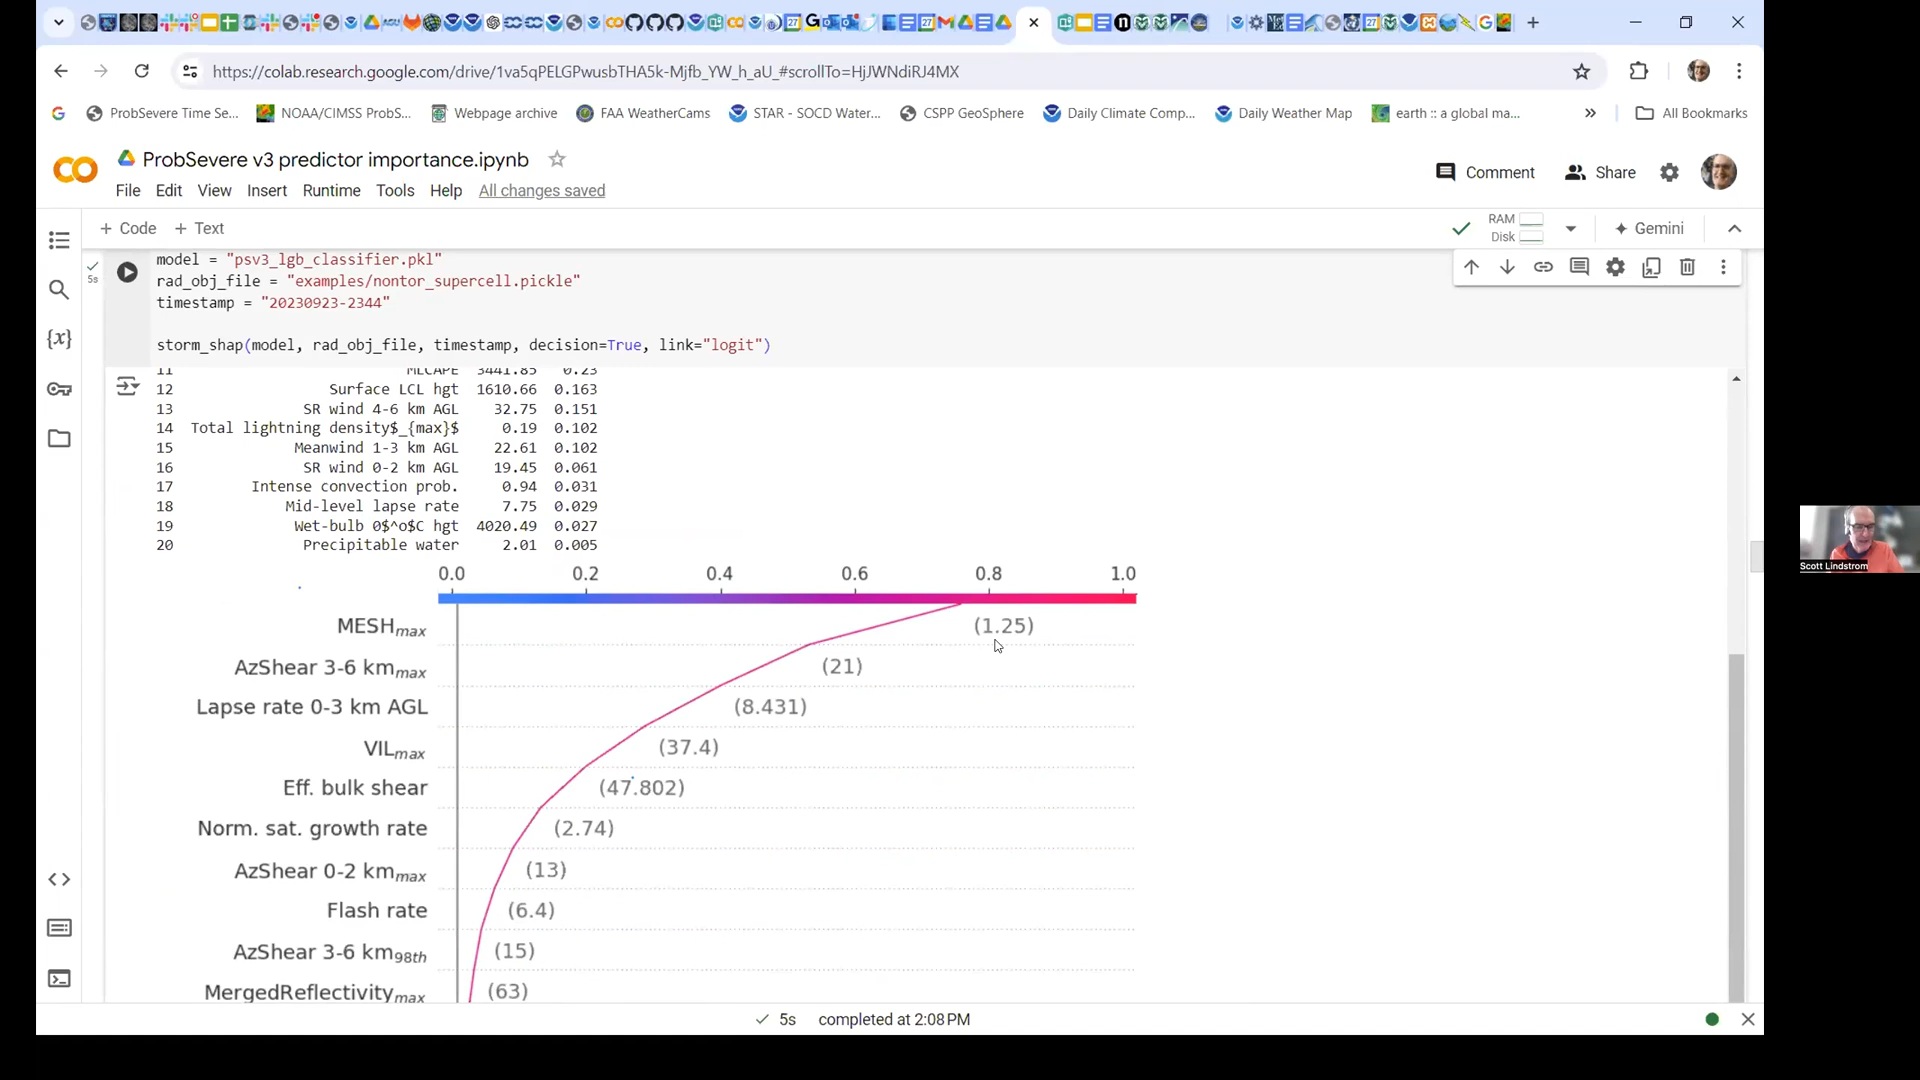 https://colab.research.google.com/drive/1va5qPELGPwusbTHA5k-Mjfb_YW_h_aU_#scrollTo=HjJWNdiRJ4MX
ProbSevere Time Se... NOAA/CIMSS ProbS... Webpage archive FAA WeatherCams STAR - SOCD Water... CSPP GeoSphere Daily Climate Comp... Daily Weather Map earth :: a global ma... » All Bookmarks
ProbSevere v3 predictor importance.ipynb
Comment Share
File Edit View Insert Runtime Tools Help All changes saved
+ Code + Text RAM Disk Gemini
5s
model = "psv3_lgb_classifier.pkl"
rad_obj_file = "examples/nontor_supercell.pickle"
timestamp = "20230923-2344"
storm_shap(model, rad_obj_file, timestamp, decision=True, link="logit")
11 MLCAPE 3441.85 0.23
12 Surface LCL hgt 1610.66 0.163
13 SR wind 4-6 km AGL 32.75 0.151
14 Total lightning density$_{max}$ 0.19 0.102
15 Meanwind 1-3 km AGL 22.61 0.102
16 SR wind 0-2 km AGL 19.45 0.061
17 Intense convection prob. 0.94 0.031
18 Mid-level lapse rate 7.75 0.029
19 Wet-bulb 0$^o$C hgt 4020.49 0.027
20 Precipitable water 2.01 0.005
0.0 0.2 0.4 0.6 0.8 1.0
MESHmax (1.25)
AzShear 3-6 kmmax (21)
Lapse rate 0-3 km AGL (8.431)
VILmax (37.4)
Eff. bulk shear (47.802)
Norm. sat. growth rate (2.74)
AzShear 0-2 kmmax (13)
Flash rate (6.4)
AzShear 3-6 km98th (15)
MergedReflectivitymax (63)
5s completed at 2:08 PM
Scott Lindstrom